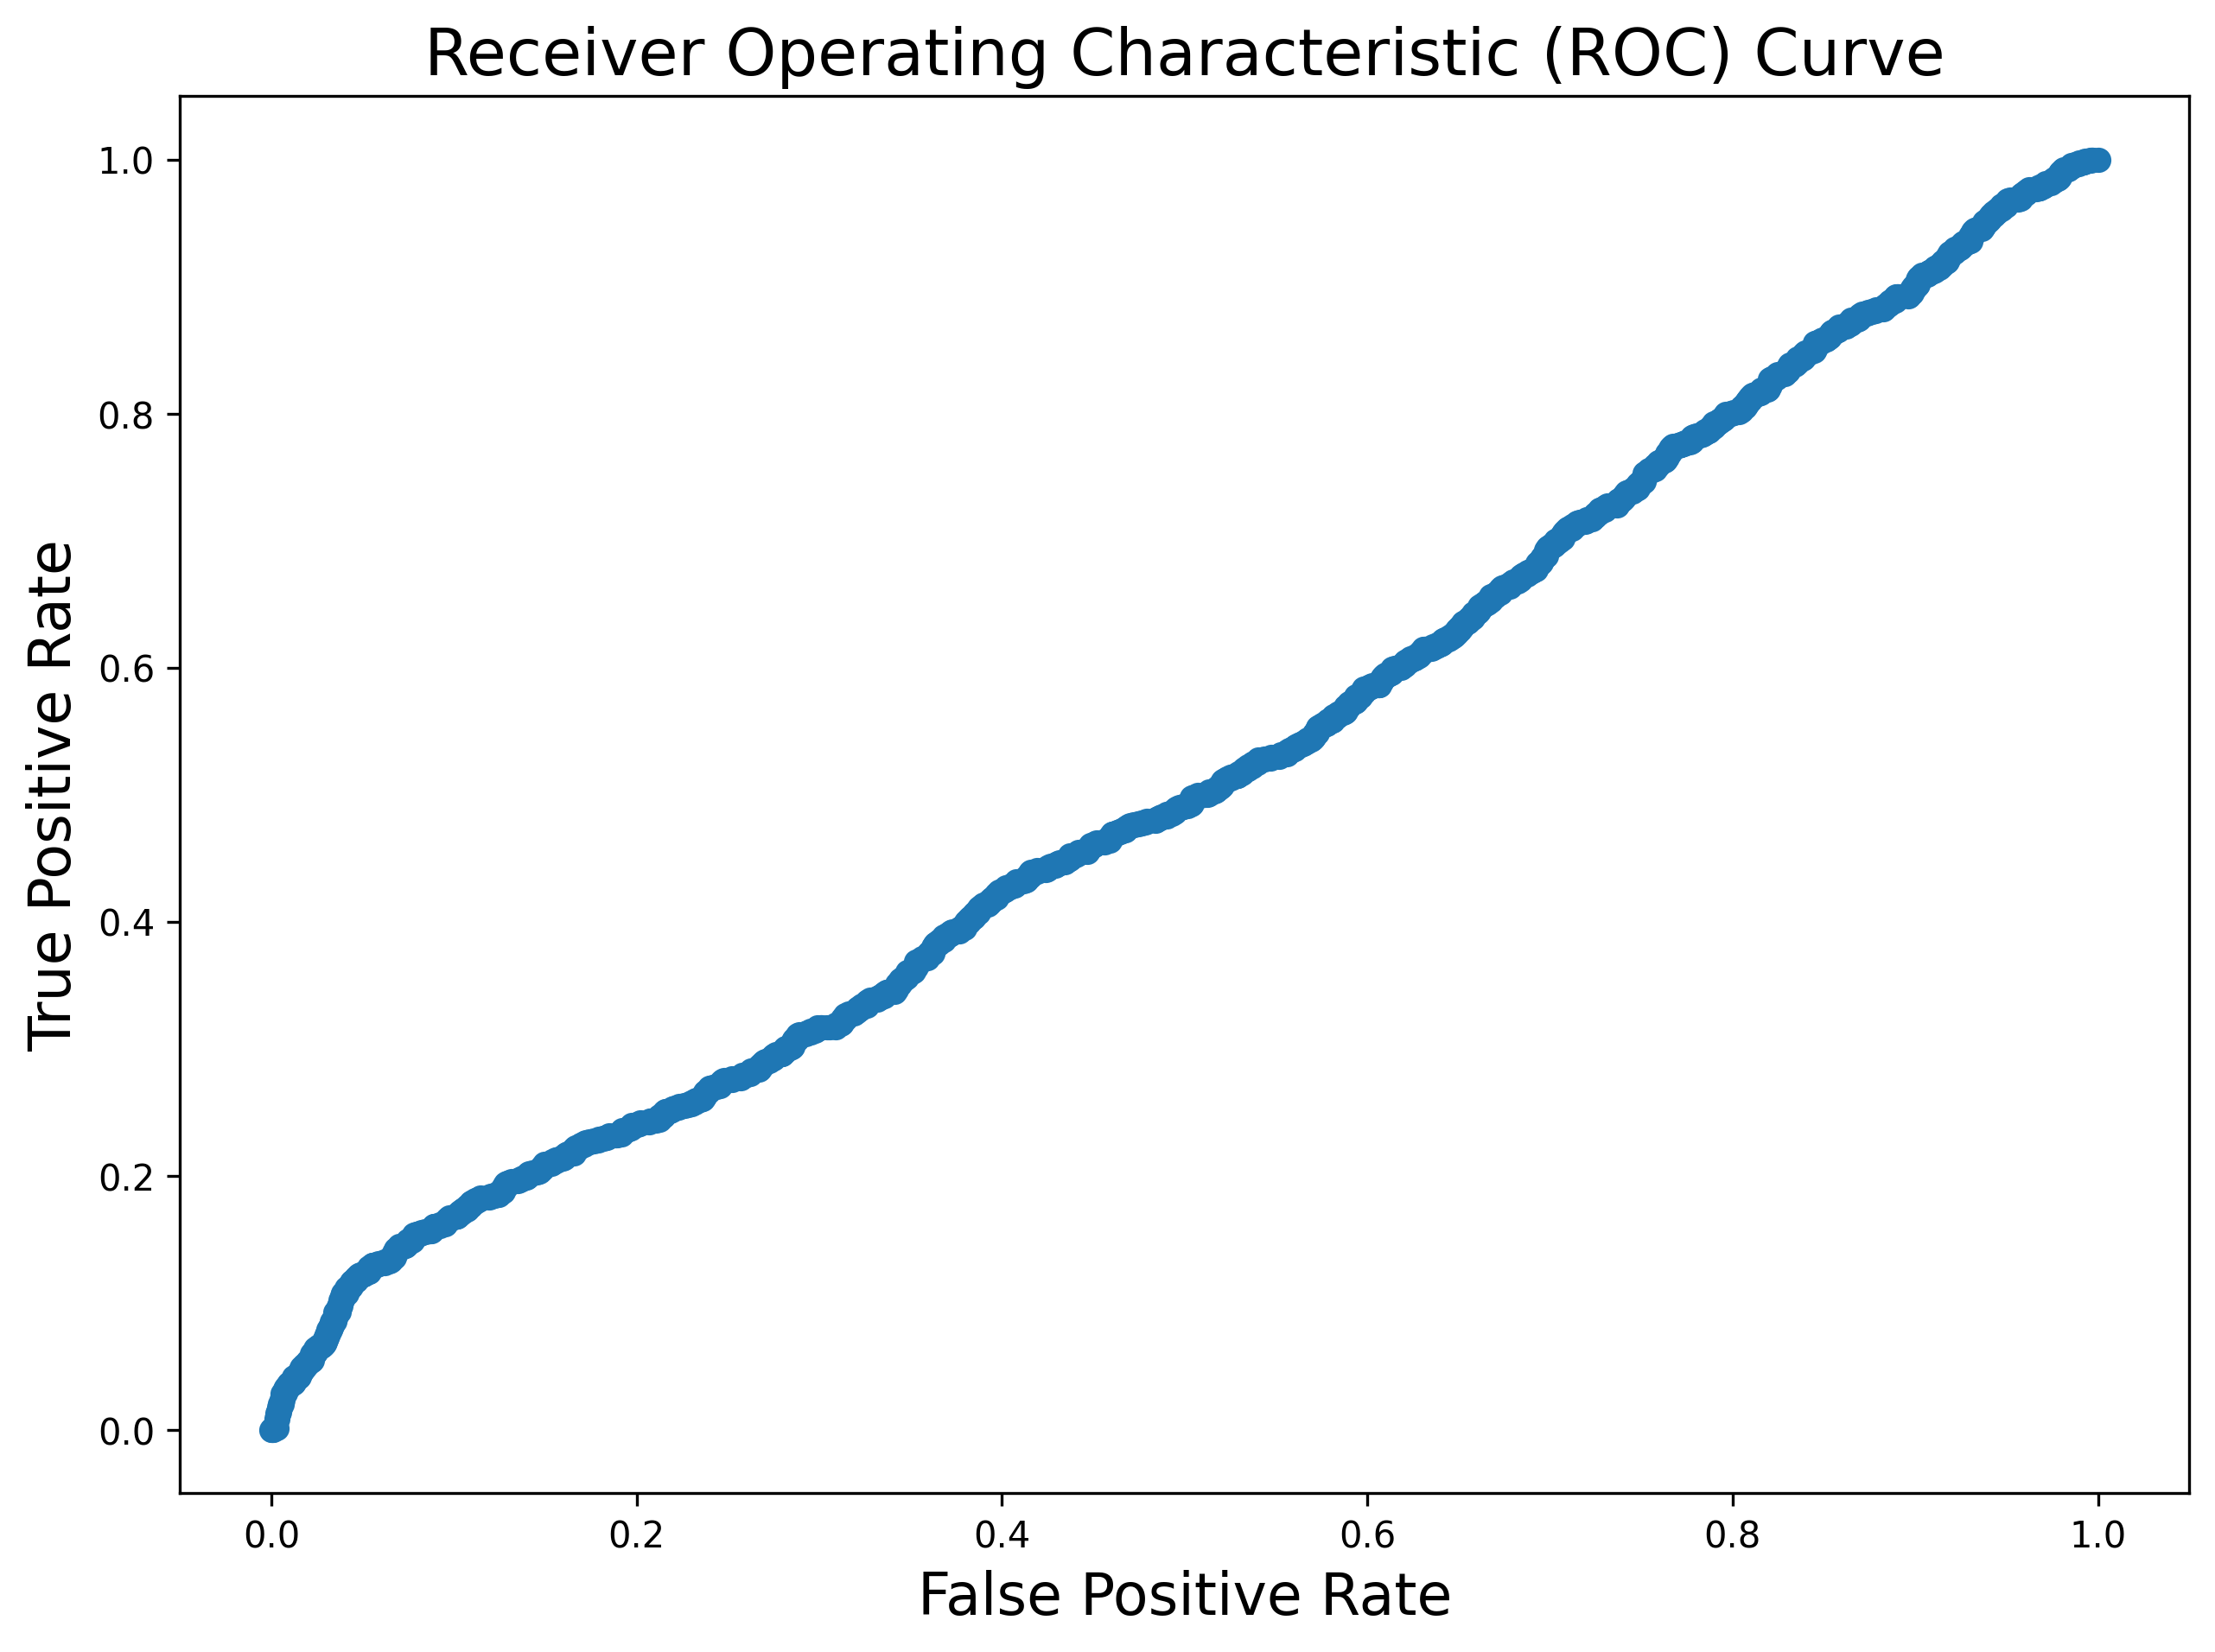 Receiver Operating Characteristic (ROC) Curve
True Positive Rate
1.0
0.8
0.6
0.4
0.2
0.0
0.0 0.2 0.4 0.6 0.8 1.0
False Positive Rate